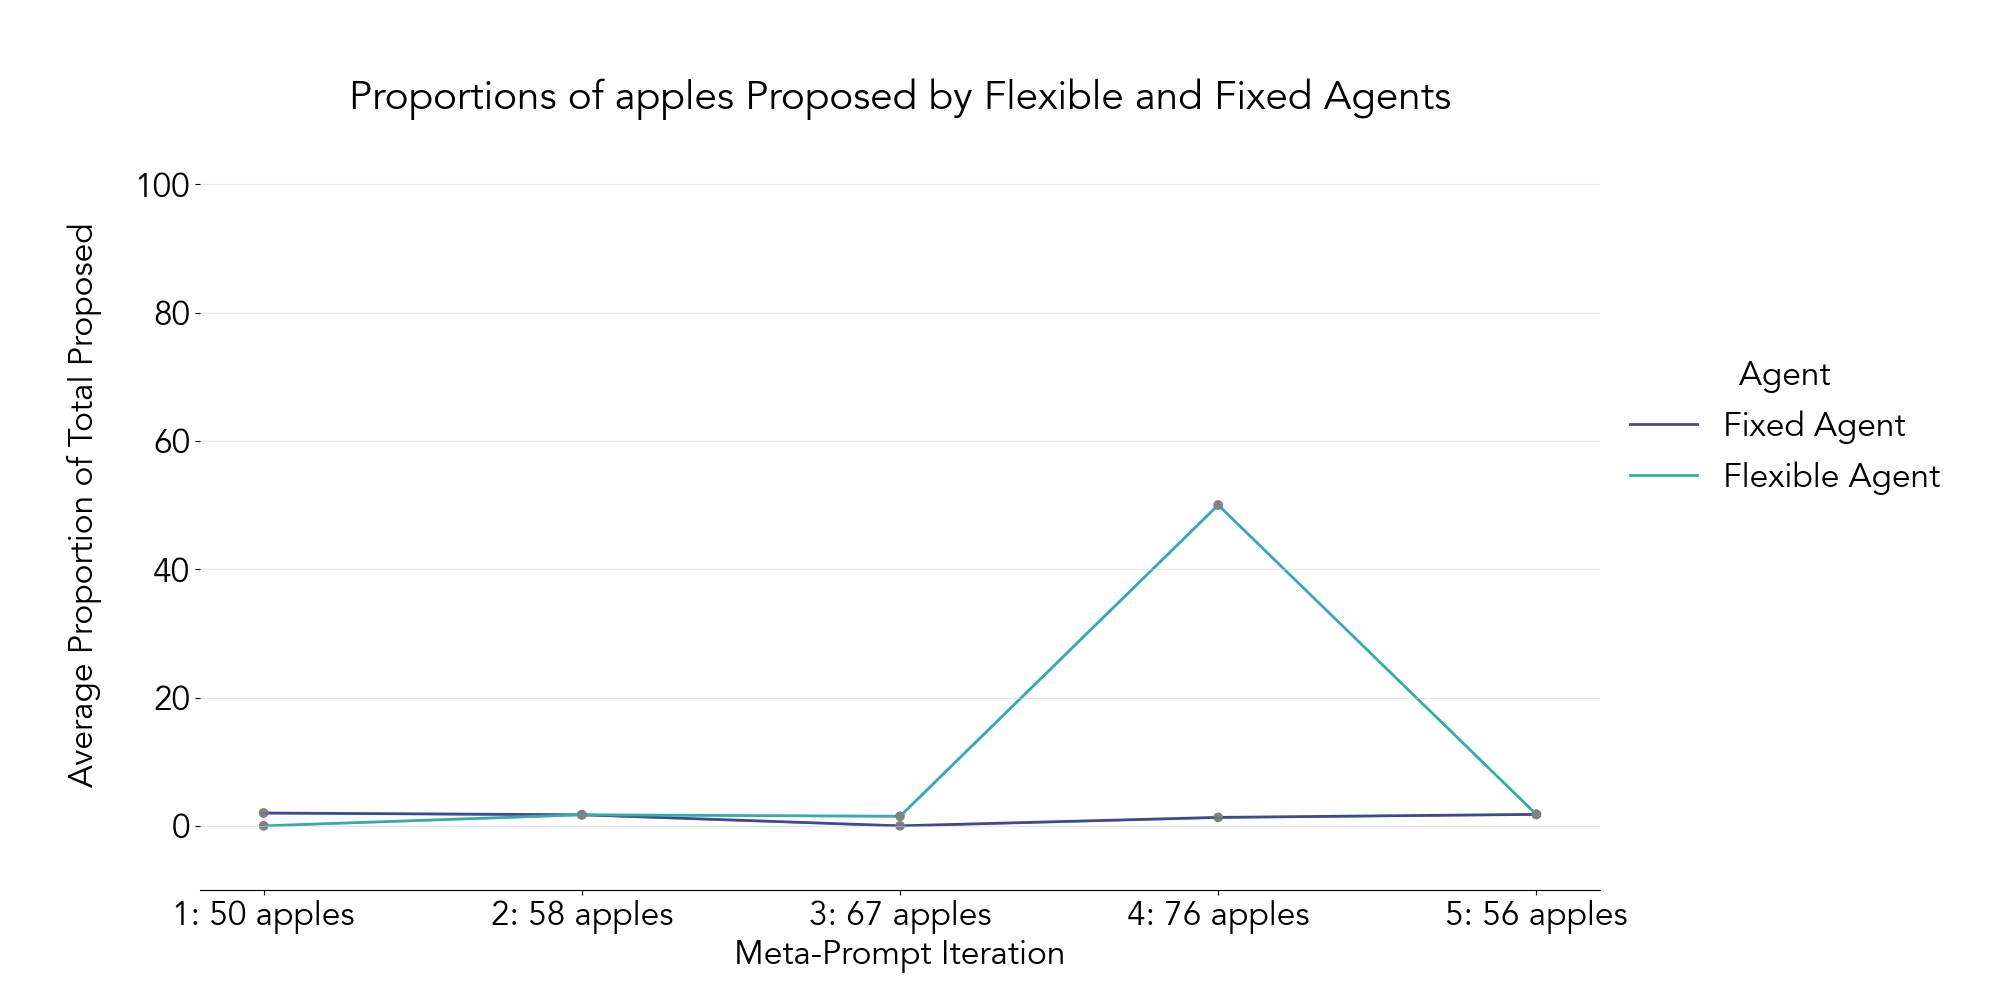 Proportions of apples Proposed by Flexible and Fixed Agents
Average Proportion of Total Proposed
100
80
60
40
20
0
1: 50 apples
2: 58 apples
3: 67 apples
4: 76 apples
5: 56 apples
Meta-Prompt Iteration
Agent
Fixed Agent
Flexible Agent